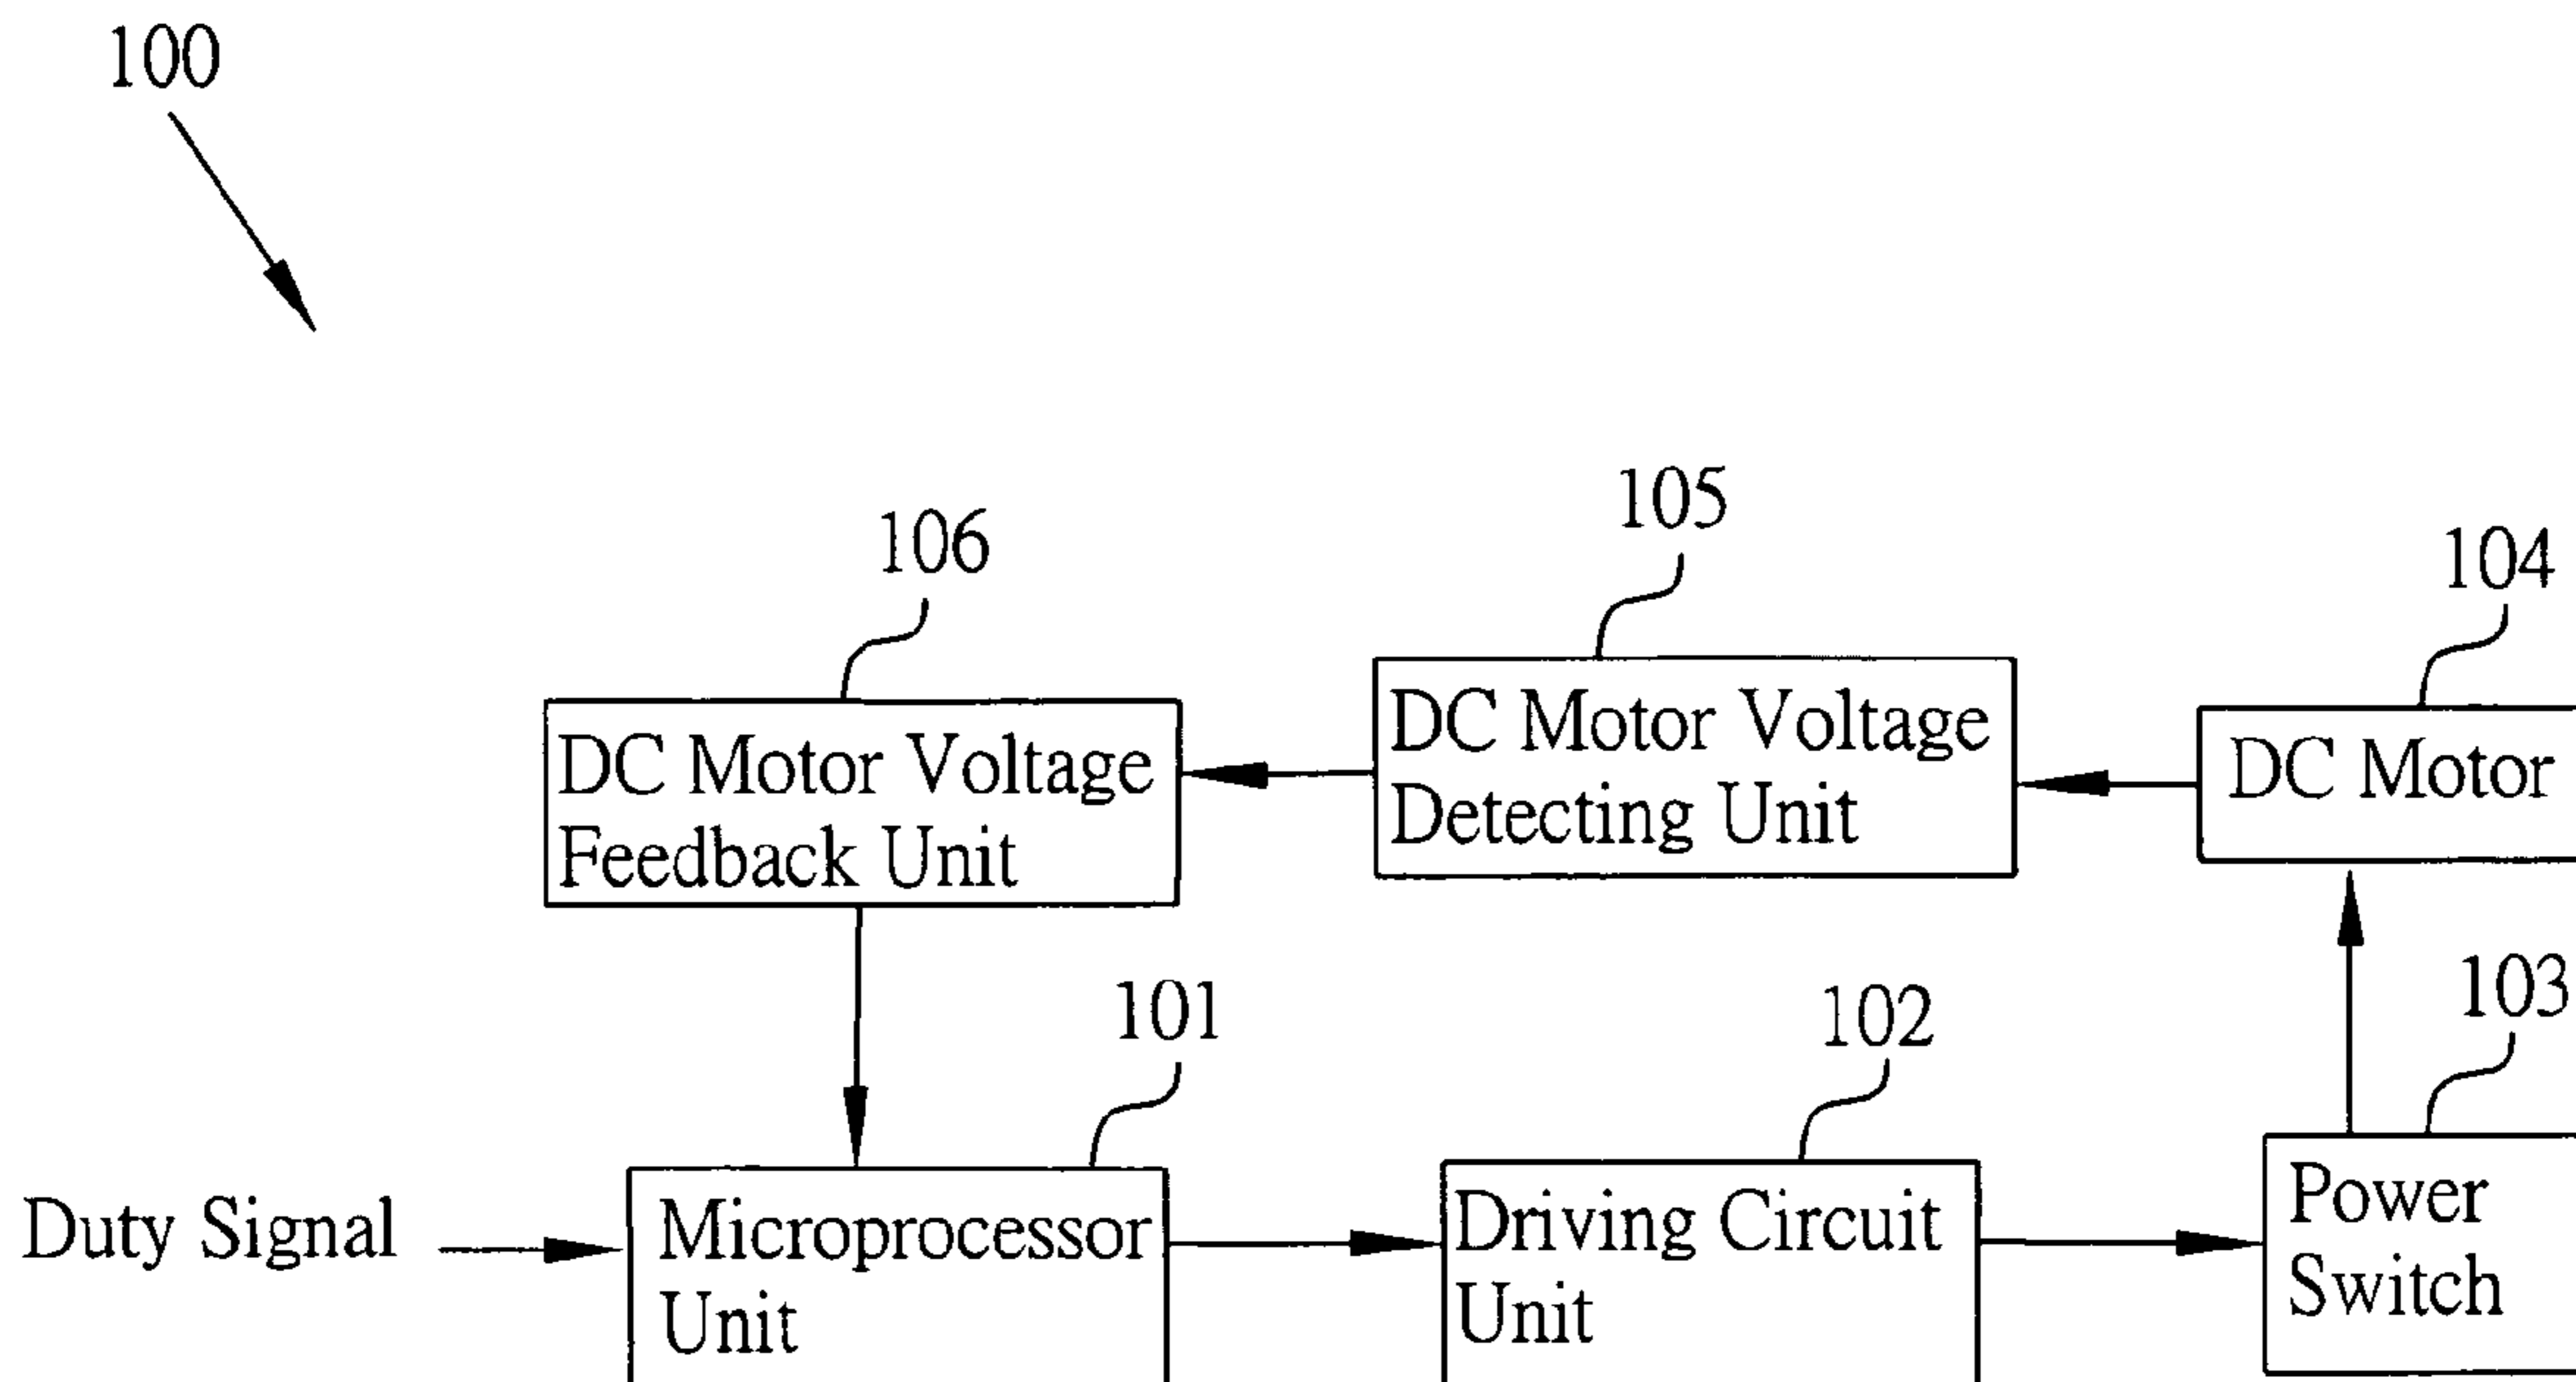 100
105
106
104
DC Motor Voltage
Detecting Unit
DC Motor Voltage
Feedback Unit
DC Motor
101
102
103
Duty Signal
Microprocessor
Unit
Driving Circuit
Unit
Power
Switch